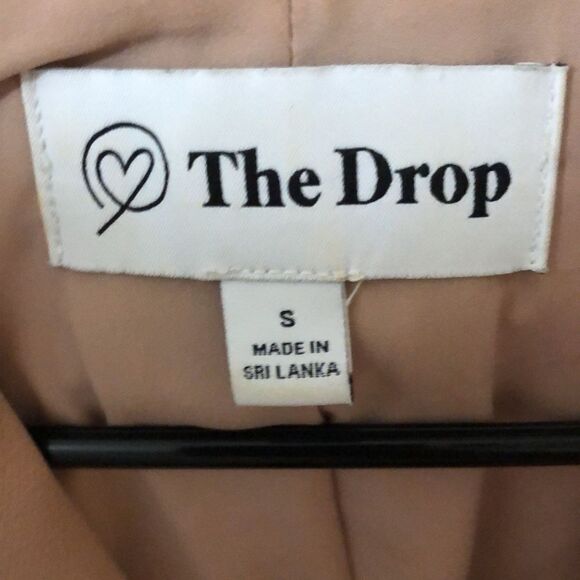 The Drop
S
MADE IN
SRI LANKA